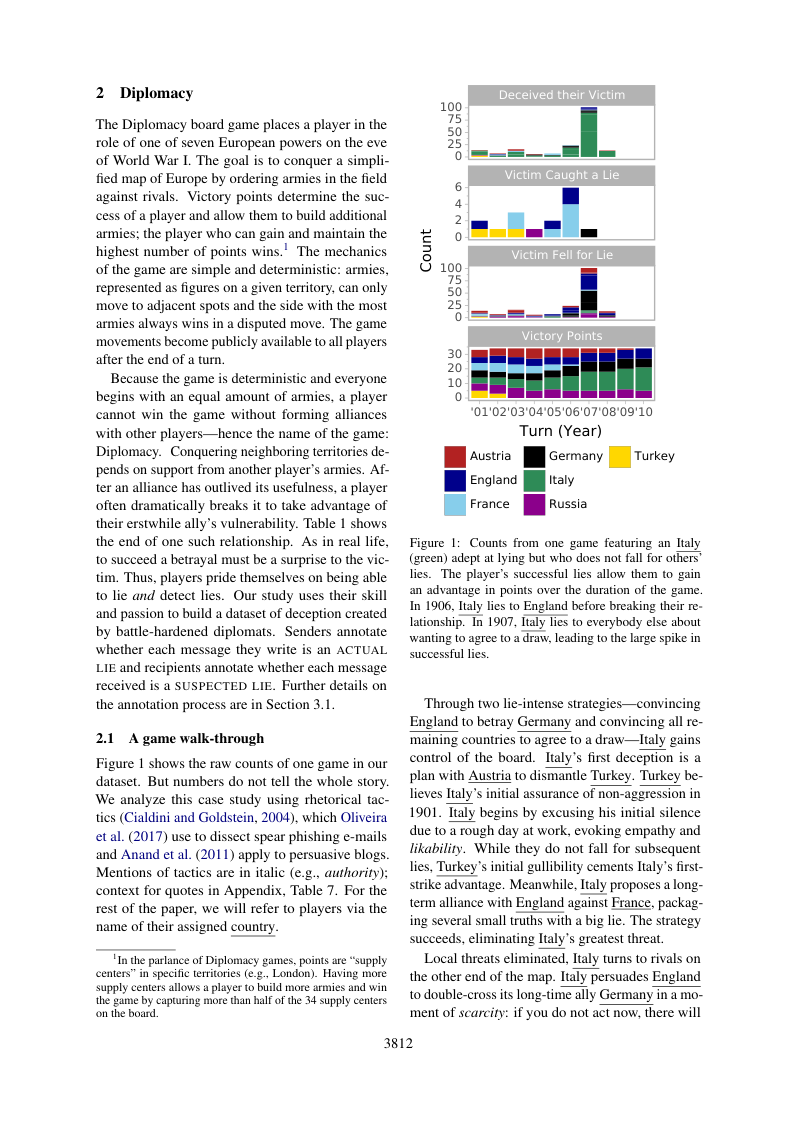 2 Diplomacy
The Diplomacy board game places a player in the
role of one of seven European powers on the eve
of World War I. The goal is to conquer a simpli-
fied map of Europe by ordering armies in the field
against rivals. Victory points determine the suc-
cess of a player and allow them to build additional
armies; the player who can gain and maintain the
highest number of points wins.1 The mechanics
of the game are simple and deterministic: armies,
represented as figures on a given territory, can only
move to adjacent spots and the side with the most
armies always wins in a disputed move. The game
movements become publicly available to all players
after the end of a turn.
Because the game is deterministic and everyone
begins with an equal amount of armies, a player
cannot win the game without forming alliances
with other players—hence the name of the game:
Diplomacy. Conquering neighboring territories de-
pends on support from another player's armies. Af-
ter an alliance has outlived its usefulness, a player
often dramatically breaks it to take advantage of
their erstwhile ally's vulnerability. Table 1 shows
the end of one such relationship. As in real life,
to succeed a betrayal must be a surprise to the vic-
tim. Thus, players pride themselves on being able
to lie and detect lies. Our study uses their skill
and passion to build a dataset of deception created
by battle-hardened diplomats. Senders annotate
whether each message they write is an ACTUAL
LIE and recipients annotate whether each message
received is a SUSPECTED LIE. Further details on
the annotation process are in Section 3.1.
2.1 A game walk-through
Figure 1 shows the raw counts of one game in our
dataset. But numbers do not tell the whole story.
We analyze this case study using rhetorical tac-
tics (Cialdini and Goldstein, 2004), which Oliveira
et al. (2017) use to dissect spear phishing e-mails
and Anand et al. (2011) apply to persuasive blogs.
Mentions of tactics are in italic (e.g., authority);
context for quotes in Appendix, Table 7. For the
rest of the paper, we will refer to players via the
name of their assigned country.
1In the parlance of Diplomacy games, points are "supply
centers" in specific territories (e.g., London). Having more
supply centers allows a player to build more armies and win
the game by capturing more than half of the 34 supply centers
on the board.
Deceived their Victim
100
75
50
25
0
Victim Caught a Lie
6
4
2
0
Victim Fell for Lie
100
75
50
25
0
Victory Points
30
20
10
0
Count
'01'02'03'04'05'06'07'08'09'10
Turn (Year)
Austria Germany Turkey
England Italy
France Russia
Figure 1: Counts from one game featuring an Italy
(green) adept at lying but who does not fall for others'
lies. The player's successful lies allow them to gain
an advantage in points over the duration of the game.
In 1906, Italy lies to England before breaking their re-
lationship. In 1907, Italy lies to everybody else about
wanting to agree to a draw, leading to the large spike in
successful lies.
Through two lie-intense strategies—convincing
England to betray Germany and convincing all re-
maining countries to agree to a draw—Italy gains
control of the board. Italy's first deception is a
plan with Austria to dismantle Turkey. Turkey be-
lieves Italy's initial assurance of non-aggression in
1901. Italy begins by excusing his initial silence
due to a rough day at work, evoking empathy and
likability. While they do not fall for subsequent
lies, Turkey's initial gullibility cements Italy's first-
strike advantage. Meanwhile, Italy proposes a long-
term alliance with England against France, packag-
ing several small truths with a big lie. The strategy
succeeds, eliminating Italy's greatest threat.
Local threats eliminated, Italy turns to rivals on
the other end of the map. Italy persuades England
to double-cross its long-time ally Germany in a mo-
ment of scarcity: if you do not act now, there will
3812